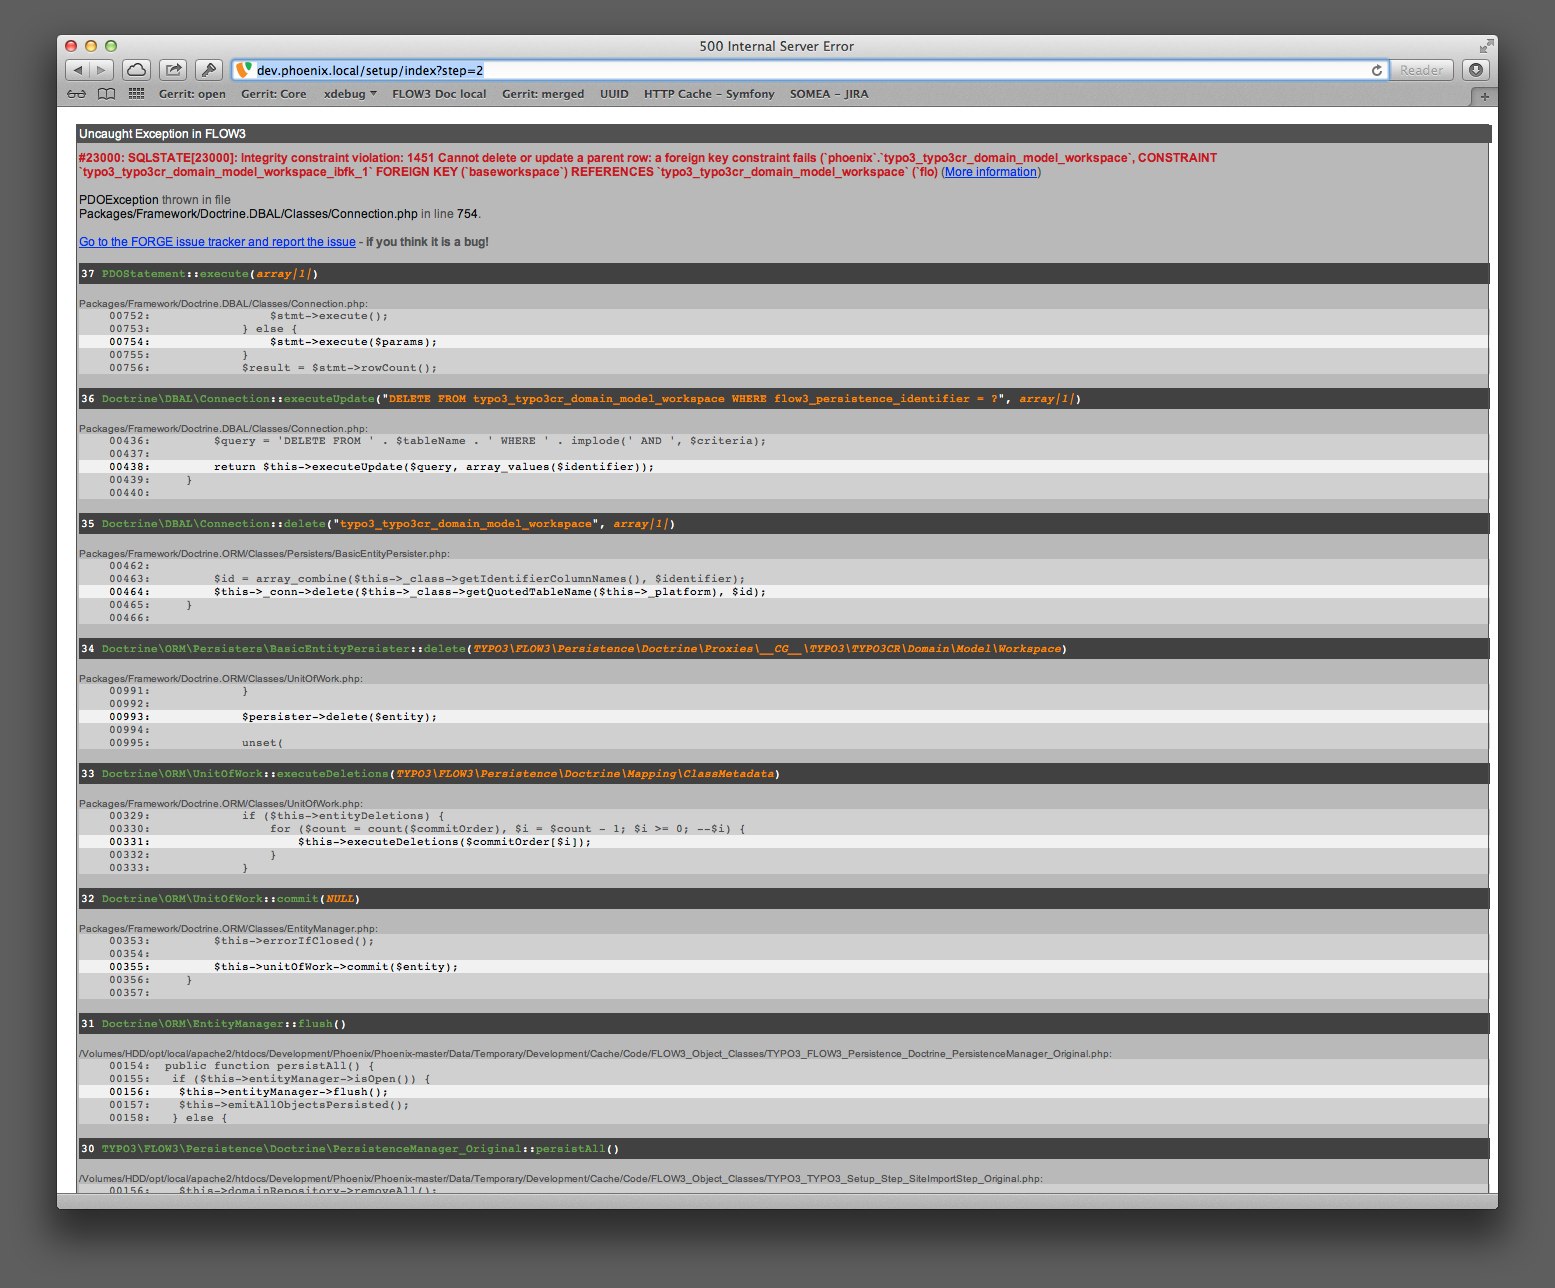 500 Internal Server Error
dev.phoenix.local/setup/index?step=2
Reader
Gerrit: open Gerrit: Core xdebug FLOW3 Doc local Gerrit: merged UUID HTTP Cache – Symfony SOMEA – JIRA
Uncaught Exception in FLOW3
#23000: SQLSTATE[23000]: Integrity constraint violation: 1451 Cannot delete or update a parent row: a foreign key constraint fails (`phoenix`.`typo3_typo3cr_domain_model_workspace`, CONSTRAINT
`typo3_typo3cr_domain_model_workspace_ibfk_1` FOREIGN KEY (`baseworkspace`) REFERENCES `typo3_typo3cr_domain_model_workspace` (`flo) (More information)
PDOException thrown in file
Packages/Framework/Doctrine.DBAL/Classes/Connection.php in line 754.
Go to the FORGE issue tracker and report the issue - if you think it is a bug!
37 PDOStatement::execute(array|1|)
Packages/Framework/Doctrine.DBAL/Classes/Connection.php:
00752: $stmt->execute();
00753: } else {
00754: $stmt->execute($params);
00755: }
00756: $result = $stmt->rowCount();
36 Doctrine\DBAL\Connection::executeUpdate("DELETE FROM typo3_typo3cr_domain_model_workspace WHERE flow3_persistence_identifier = ?", array|1|)
Packages/Framework/Doctrine.DBAL/Classes/Connection.php:
00436: $query = 'DELETE FROM ' . $tableName . ' WHERE ' . implode(' AND ', $criteria);
00437:
00438: return $this->executeUpdate($query, array_values($identifier));
00439: }
00440:
35 Doctrine\DBAL\Connection::delete("typo3_typo3cr_domain_model_workspace", array|1|)
Packages/Framework/Doctrine.ORM/Classes/Persisters/BasicEntityPersister.php:
00462:
00463: $id = array_combine($this->_class->getIdentifierColumnNames(), $identifier);
00464: $this->_conn->delete($this->_class->getQuotedTableName($this->_platform), $id);
00465: }
00466:
34 Doctrine\ORM\Persisters\BasicEntityPersister::delete(TYPO3\FLOW3\Persistence\Doctrine\Proxies\__CG__\TYPO3\TYPO3CR\Domain\Model\Workspace)
Packages/Framework/Doctrine.ORM/Classes/UnitOfWork.php:
00991: }
00992:
00993: $persister->delete($entity);
00994:
00995: unset(
33 Doctrine\ORM\UnitOfWork::executeDeletions(TYPO3\FLOW3\Persistence\Doctrine\Mapping\ClassMetadata)
Packages/Framework/Doctrine.ORM/Classes/UnitOfWork.php:
00329: if ($this->entityDeletions) {
00330: for ($count = count($commitOrder), $i = $count - 1; $i >= 0; --$i) {
00331: $this->executeDeletions($commitOrder[$i]);
00332: }
00333: }
32 Doctrine\ORM\UnitOfWork::commit(NULL)
Packages/Framework/Doctrine.ORM/Classes/EntityManager.php:
00353: $this->errorIfClosed();
00354:
00355: $this->unitOfWork->commit($entity);
00356: }
00357:
31 Doctrine\ORM\EntityManager::flush()
/Volumes/HDD/opt/local/apache2/htdocs/Development/Phoenix/Phoenix-master/Data/Temporary/Development/Cache/Code/FLOW3_Object_Classes/TYPO3_FLOW3_Persistence_Doctrine_PersistenceManager_Original.php:
00154: public function persistAll() {
00155: if ($this->entityManager->isOpen()) {
00156: $this->entityManager->flush();
00157: $this->emitAllObjectsPersisted();
00158: } else {
30 TYPO3\FLOW3\Persistence\Doctrine\PersistenceManager_Original::persistAll()
/Volumes/HDD/opt/local/apache2/htdocs/Development/Phoenix/Phoenix-master/Data/Temporary/Development/Cache/Code/FLOW3_Object_Classes/TYPO3_TYPO3_Setup_Step_SiteImportStep_Original.php:
00156: $this->domainRepository->removeAll();